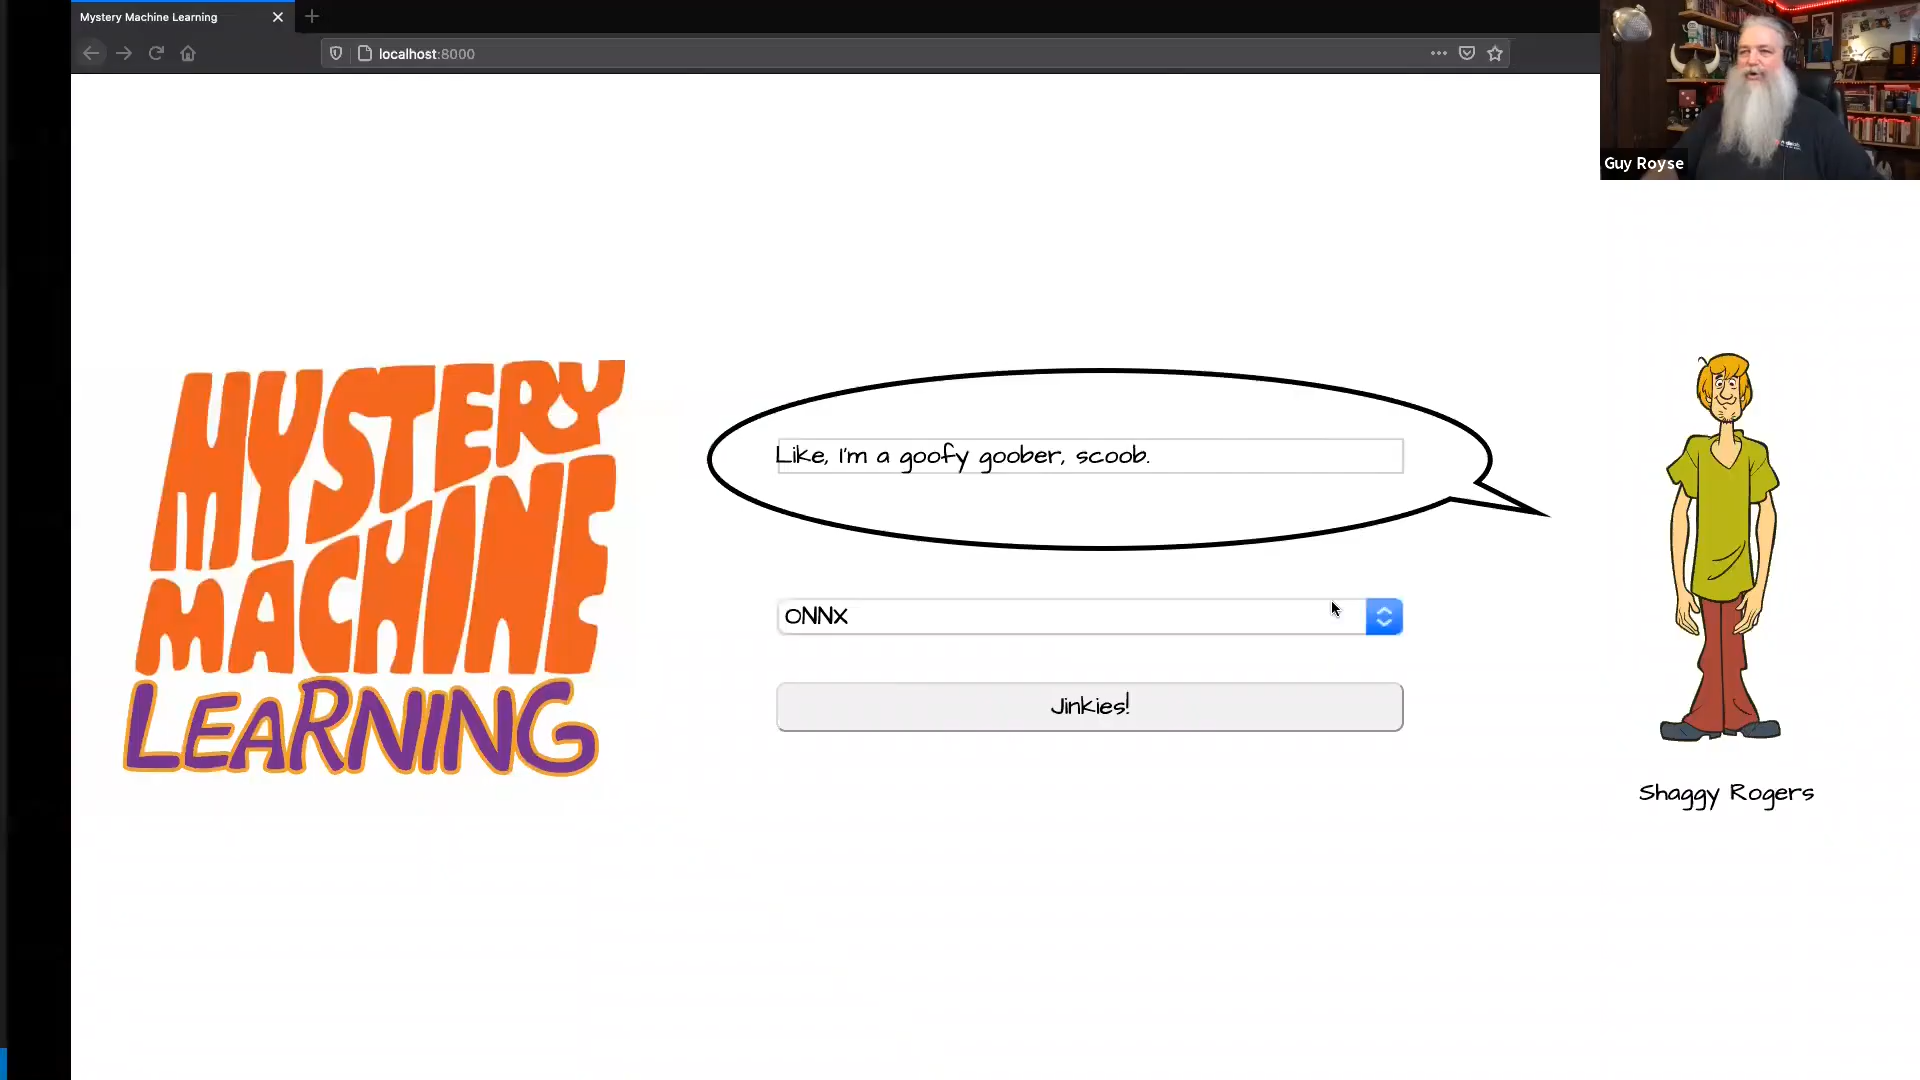 Mystery Machine Learning
localhost:8000
Guy Royse
MYSTERY
MACHINE
LEARNING
Like, I'm a goofy goober, scoob.
ONNX
Jinkies!
Shaggy Rogers